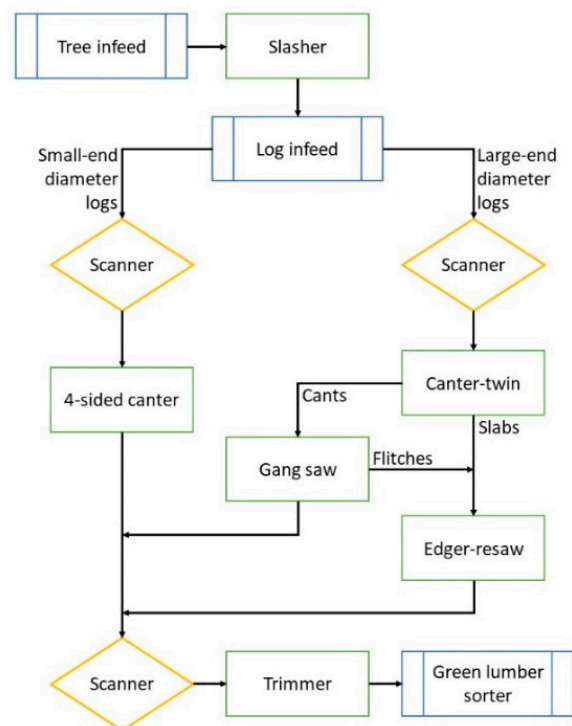 Tree infeed
Slasher
Log infeed
Small-end
diameter
logs
Large-end
diameter
logs
Scanner
Scanner
4-sided canter
Canter-twin
Cants
Slabs
Gang saw
Flitches
Edger-resaw
Scanner
Trimmer
Green lumber
sorter